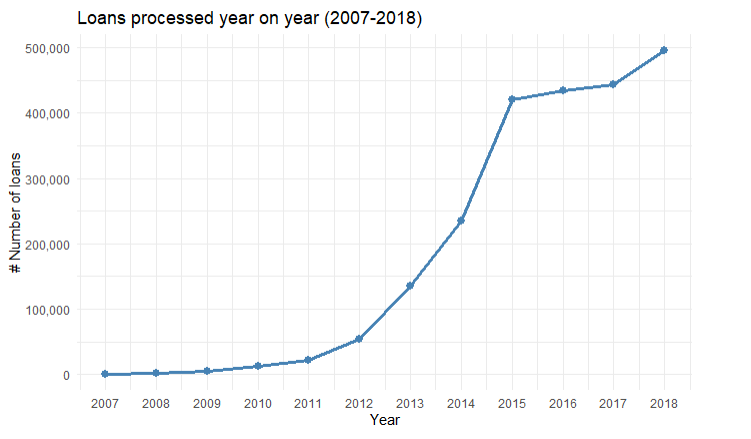 Loans processed year on year (2007-2018)
# Number of loans
500,000
400,000
300,000
200,000
100,000
0
2007 2008 2009 2010 2011 2012 2013 2014 2015 2016 2017 2018
Year